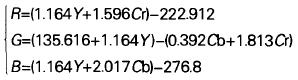 R=(1.164Y+1.596Cr)−222.912
G=(135.616+1.164Y)−(0.392Cb+1.813Cr)
B=(1.164Y+2.017Cb)−276.8